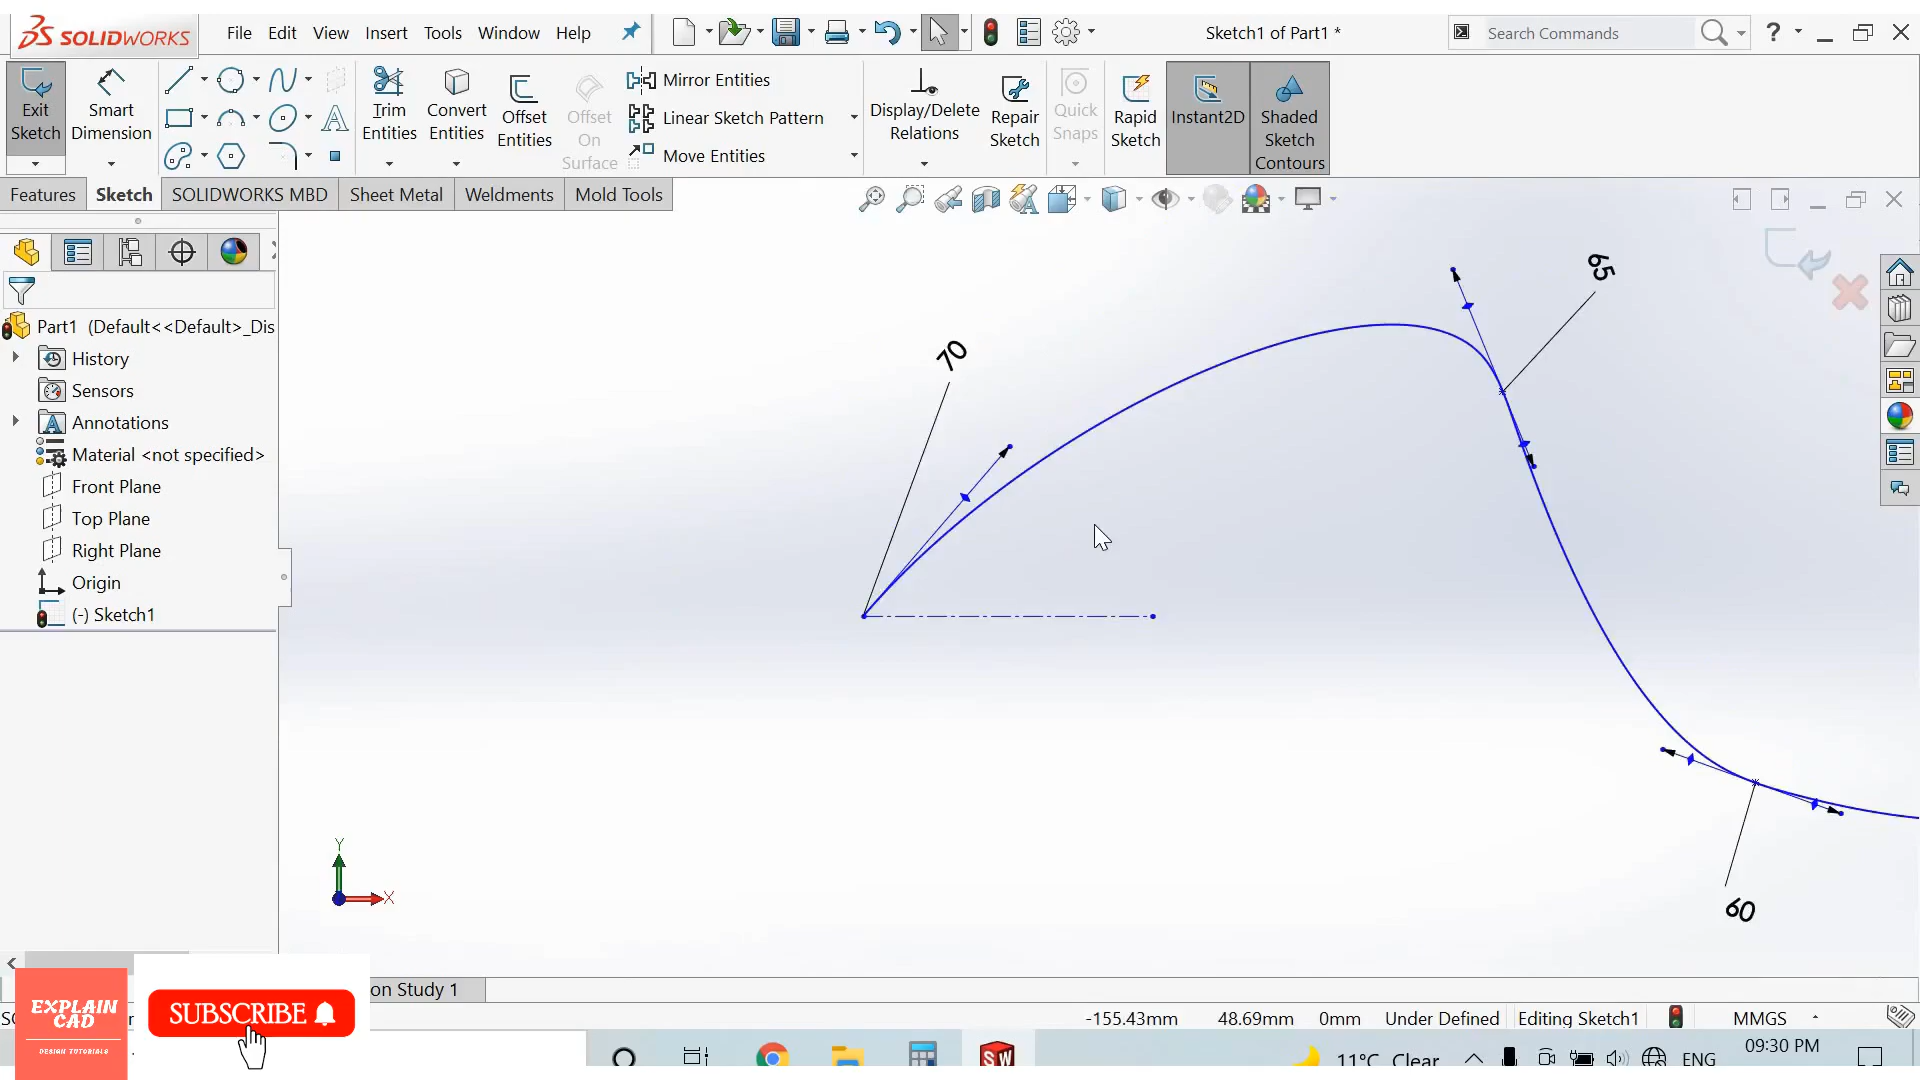 SOLIDWORKS
File Edit View Insert Tools Window Help
Sketch1 of Part1 *
Search Commands
?
Exit Sketch
Smart Dimension
Trim Entities
Convert Entities
Offset Entities
Offset On Surface
Mirror Entities
Linear Sketch Pattern
Move Entities
Display/Delete Relations
Repair Sketch
Quick Snaps
Rapid Sketch
Instant2D
Shaded Sketch Contours
Features Sketch SOLIDWORKS MBD Sheet Metal Weldments Mold Tools
Part1 (Default<<Default>_Dis
History
Sensors
Annotations
Material <not specified>
Front Plane
Top Plane
Right Plane
Origin
(-) Sketch1
70
65
60
Y
X
on Study 1
EXPLAIN
CAD
DESIGN TUTORIALS
SUBSCRIBE
-155.43mm 48.69mm 0mm Under Defined Editing Sketch1 MMGS
SW
11°C Clear
ENG
09:30 PM